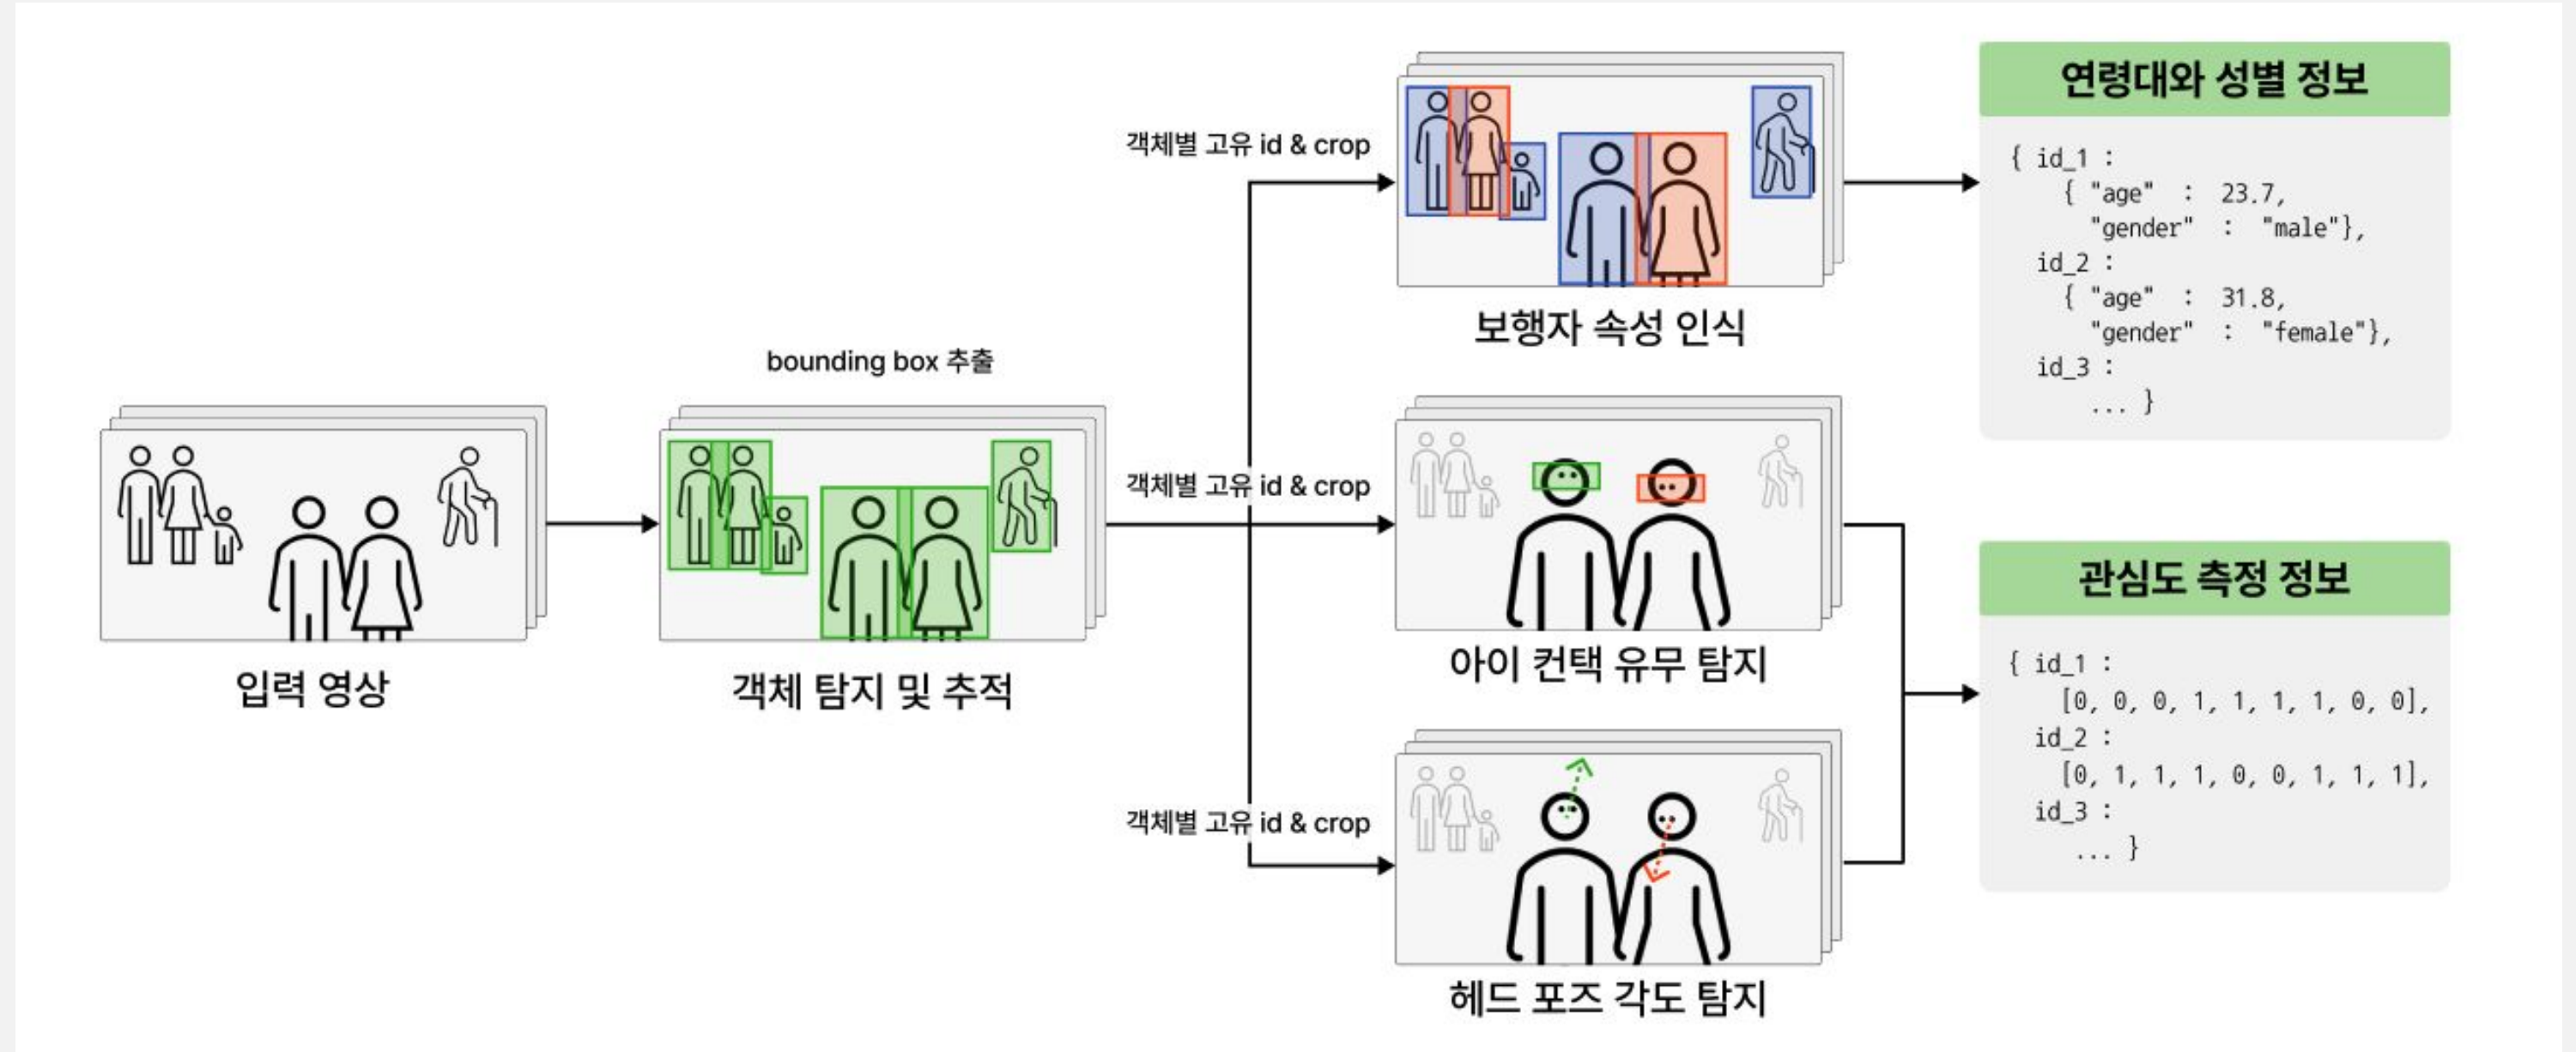 입력 영상
bounding box 추출
객체 탐지 및 추적
객체별 고유 id & crop
보행자 속성 인식
객체별 고유 id & crop
아이 컨택 유무 탐지
객체별 고유 id & crop
헤드 포즈 각도 탐지
연령대와 성별 정보
{ id_1 :
{ "age" : 23.7,
"gender" : "male"},
id_2 :
{ "age" : 31.8,
"gender" : "female"},
id_3 :
... }
관심도 측정 정보
{ id_1 :
[0, 0, 0, 1, 1, 1, 1, 0, 0],
id_2 :
[0, 1, 1, 1, 0, 0, 1, 1, 1],
id_3 :
... }